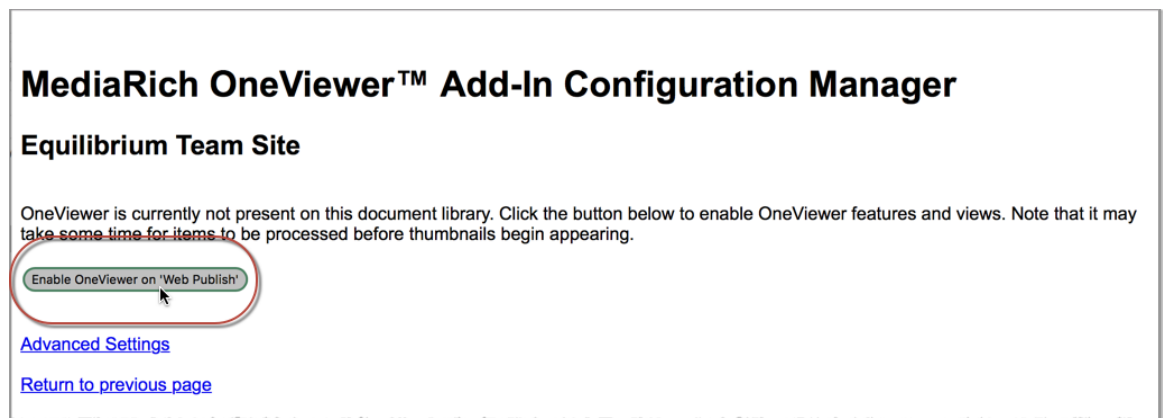 MediaRich OneViewer™ Add-In Configuration Manager
Equilibrium Team Site
OneViewer is currently not present on this document library. Click the button below to enable OneViewer features and views. Note that it may
take some time for items to be processed before thumbnails begin appearing.
Enable OneViewer on 'Web Publish'
Advanced Settings
Return to previous page